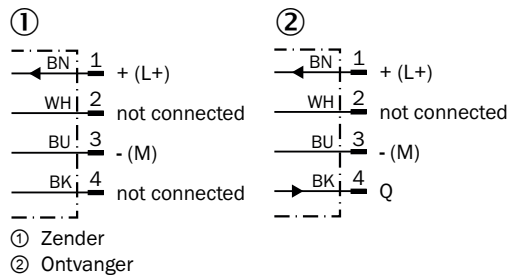 ① ②
BN 1 + (L+) BN 1 + (L+)
WH 2 not connected WH 2 not connected
BU 3 - (M) BU 3 - (M)
BK 4 not connected BK 4 Q
① Zender
② Ontvanger